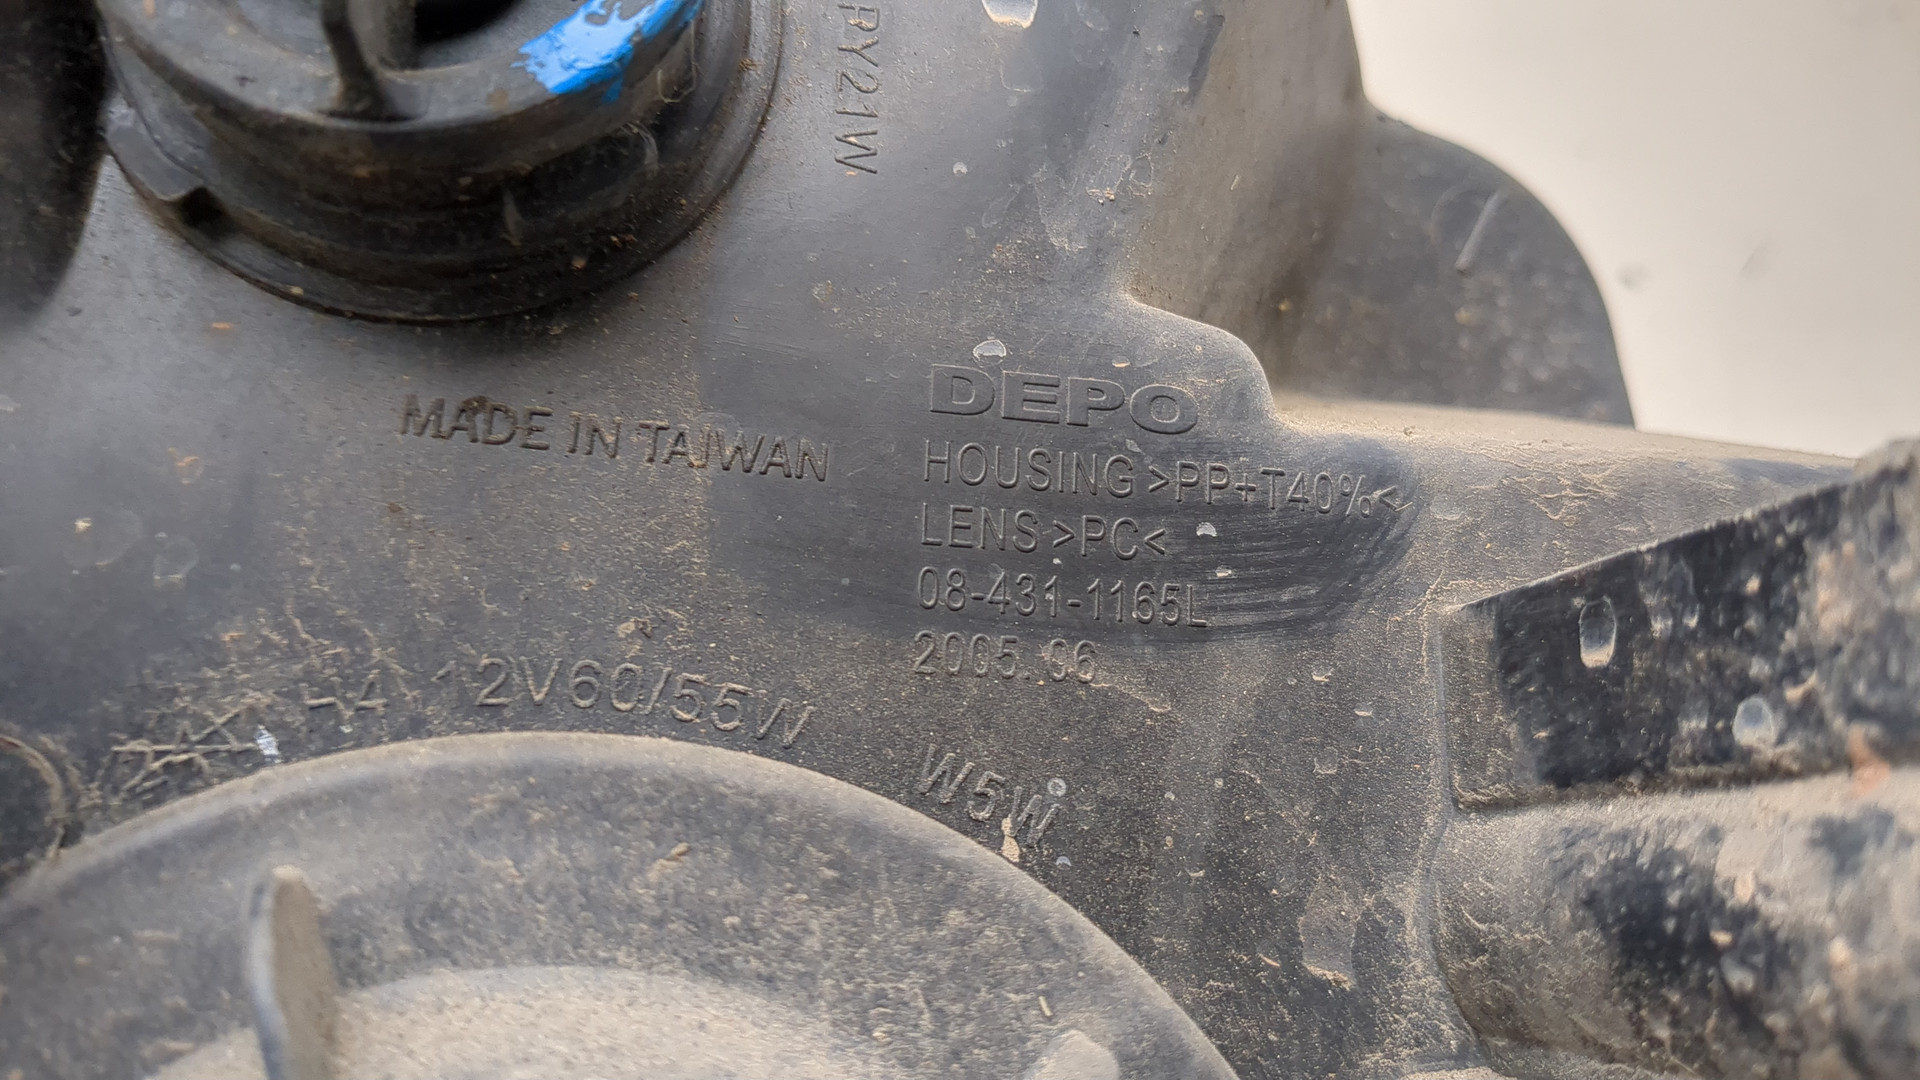 PY21W
MADE IN TAIWAN
DEPO
HOUSING >PP+T40%<
LENS >PC<
08-431-1165L
2005.06
12V60/55W
W5W